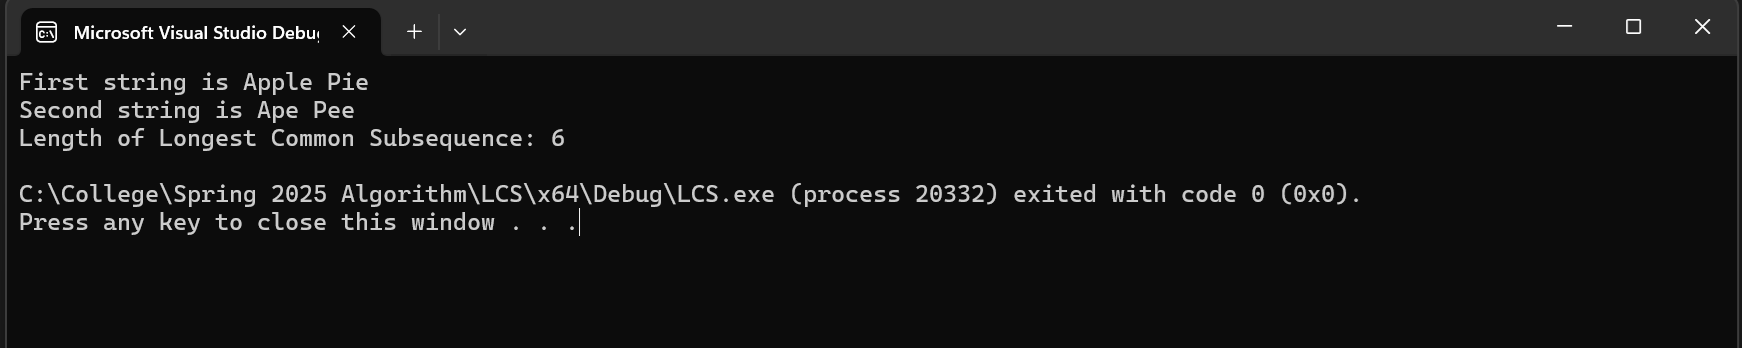 Microsoft Visual Studio Debu
First string is Apple Pie
Second string is Ape Pee
Length of Longest Common Subsequence: 6
C:\College\Spring 2025 Algorithm\LCS\x64\Debug\LCS.exe (process 20332) exited with code 0 (0x0).
Press any key to close this window . . .